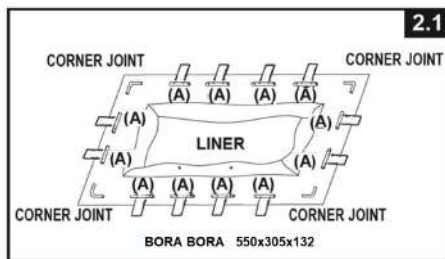 2.1
CORNER JOINT CORNER JOINT
(A) (A) (A) (A)
(A) (A)
LINER
(A) (A)
(A) (A) (A) (A)
CORNER JOINT CORNER JOINT
BORA BORA 550x305x132